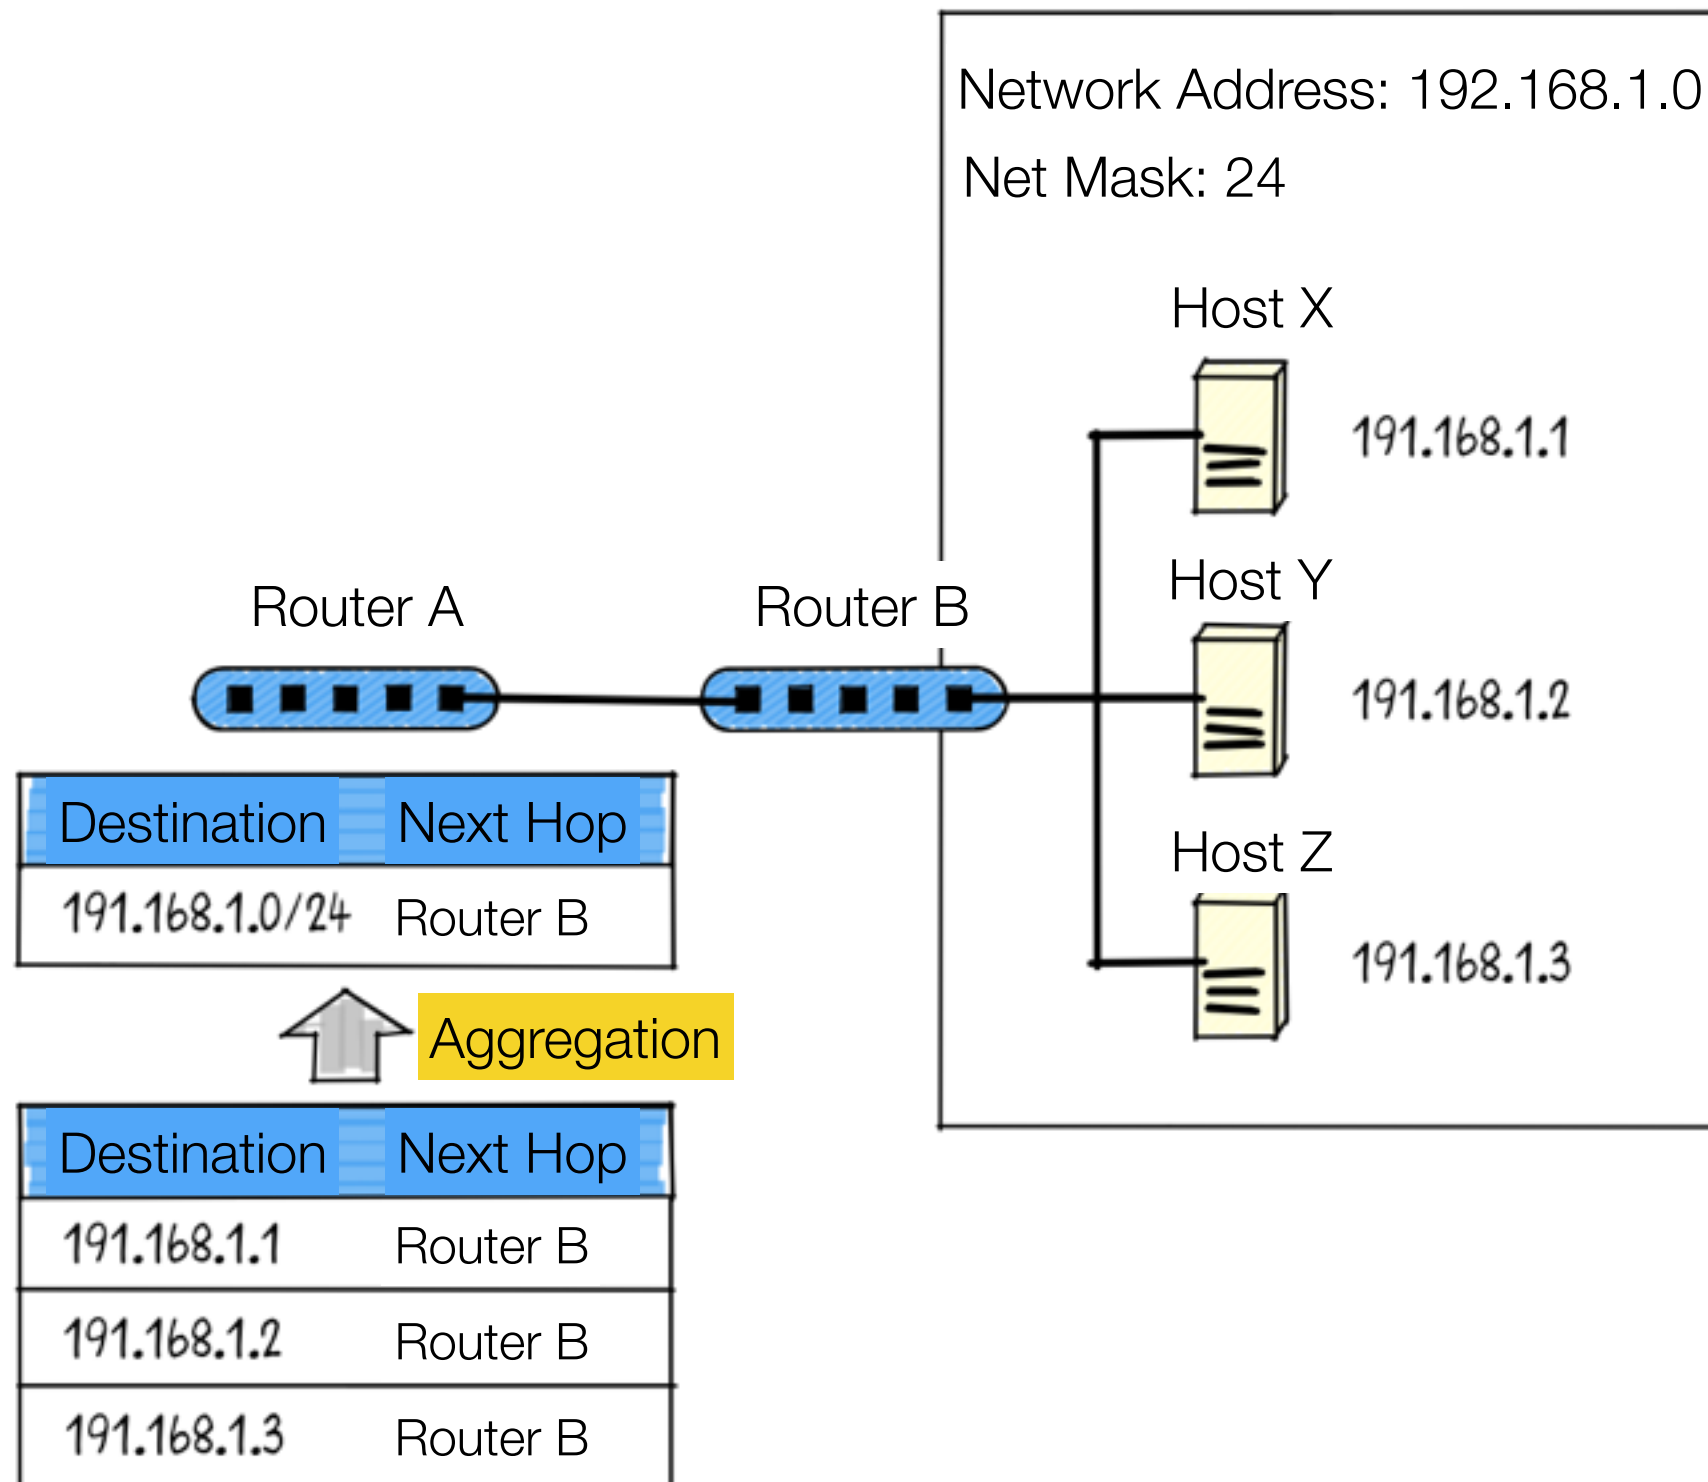 Network Address: 192.168.1.0
Net Mask: 24
Host X
191.168.1.1
Host Y
191.168.1.2
Host Z
191.168.1.3
Router A
Router B
Destination Next Hop
191.168.1.0/24 Router B
Aggregation
Destination Next Hop
191.168.1.1 Router B
191.168.1.2 Router B
191.168.1.3 Router B